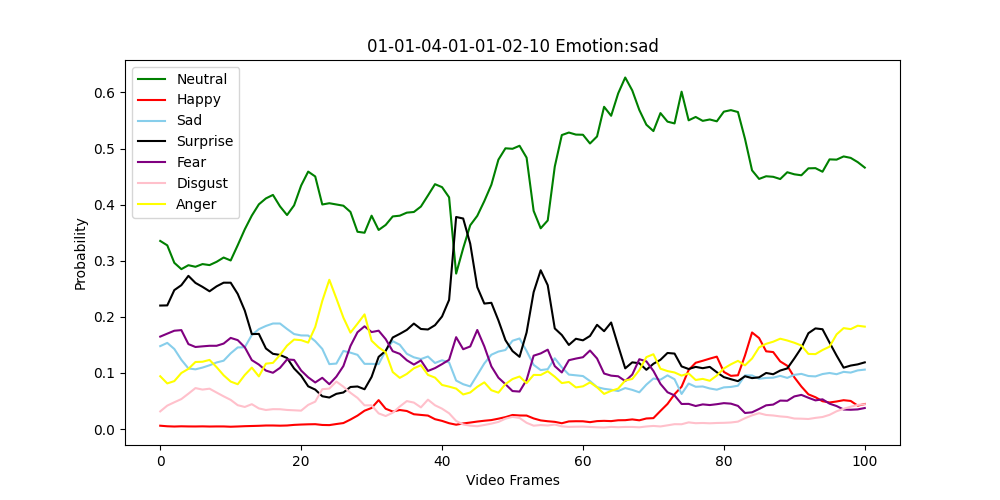 01-01-04-01-01-02-10 Emotion:sad
Neutral
Happy
Sad
Surprise
Fear
Disgust
Anger
Probability
0.6
0.5
0.4
0.3
0.2
0.1
0.0
0 20 40 60 80 100
Video Frames